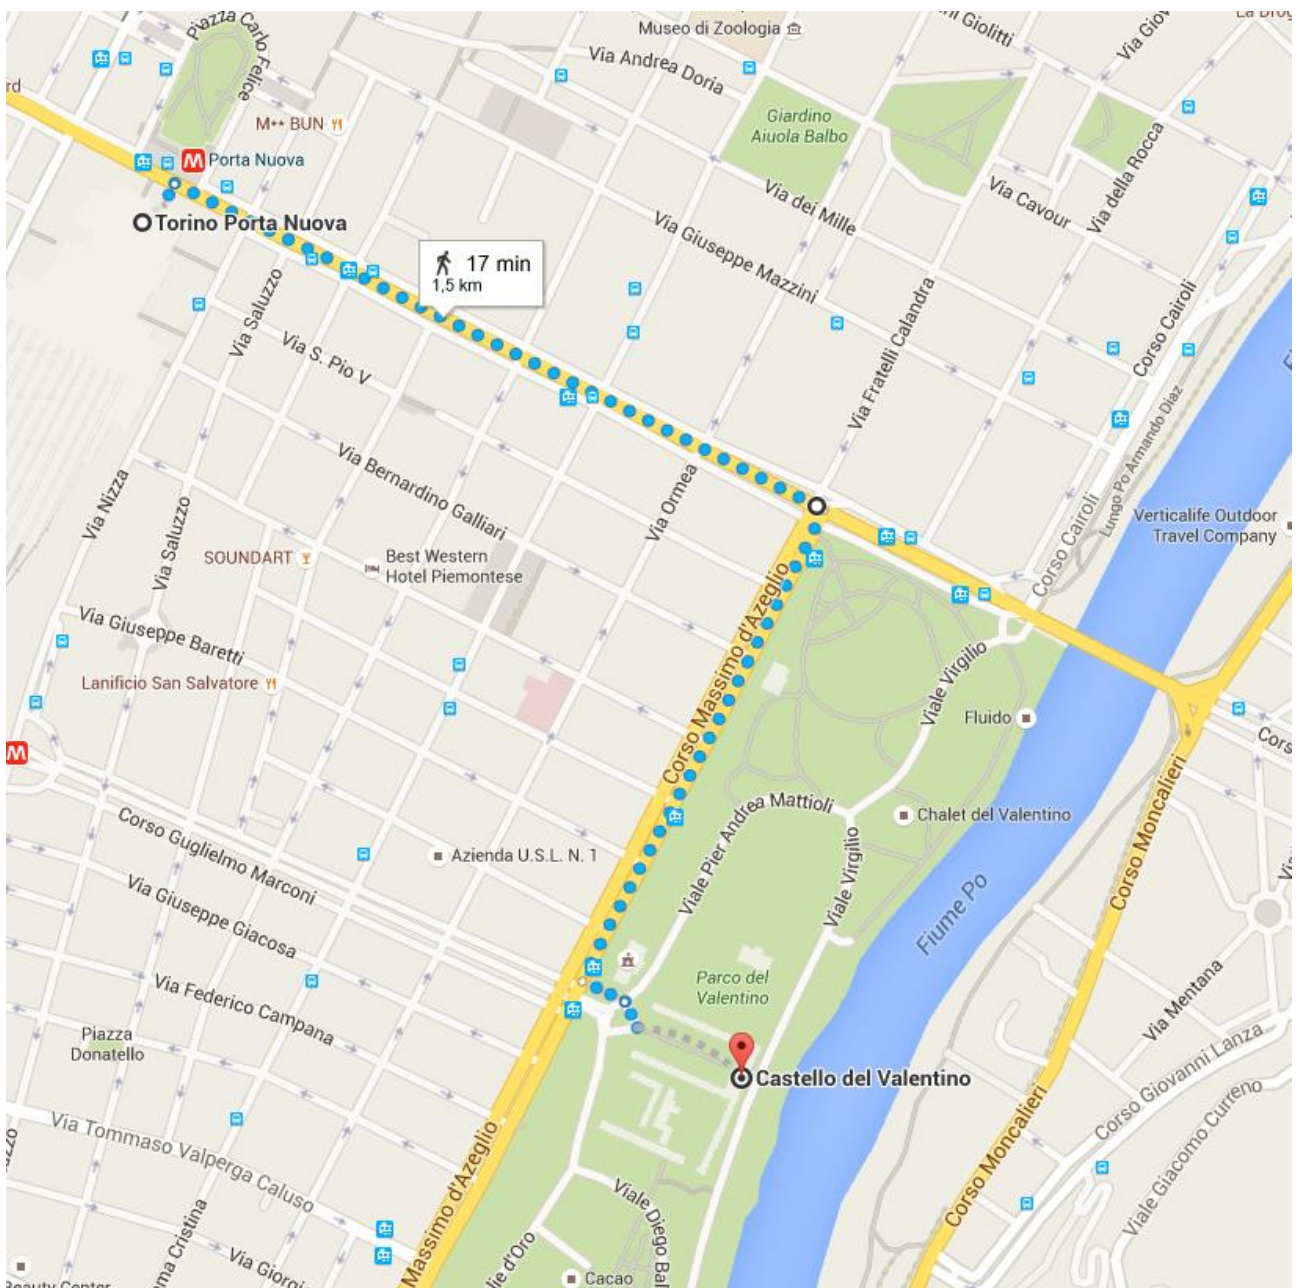 Piazza Carlo Felice
Museo di Zoologia
Giolitti
Via Andrea Doria
M** BUN
Giardino
Aiuola Balbo
Via della Rocca
Porta Nuova
Torino Porta Nuova
Via dei Mille
Via Cavour
Via Giuseppe Mazzini
17 min
1,5 km
Via Saluzzo
Via S. Pio V
Via Fratelli Calandra
Corso Cairoli
Lungo Po Armando Diaz
Via Nizza
Via Saluzzo
Via Bernardino Galliari
Via Ormea
Corso Cairoli
Verticalife Outdoor
Travel Company
SOUNDART
Best Western
Hotel Piemontese
Via Giuseppe Baretti
Lanificio San Salvatore
Corso Massimo d'Azeglio
Viale Virgilio
Fluido
Corso Moncalieri
Corso Guglielmo Marconi
Azienda U.S.L. N. 1
Viale Pier Andrea Mattioli
Chalet del Valentino
Viale Virgilio
Via Giuseppe Giacosa
Fiume Po
Via Federico Campana
Parco del
Valentino
Via Mentana
Piazza
Donatello
Castello del Valentino
Corso Giovanni Lanza
Corso Moncalieri
Viale Giacomo Curreno
Via Tommaso Valperga Caluso
Massimo d'Azeglio
Cacao